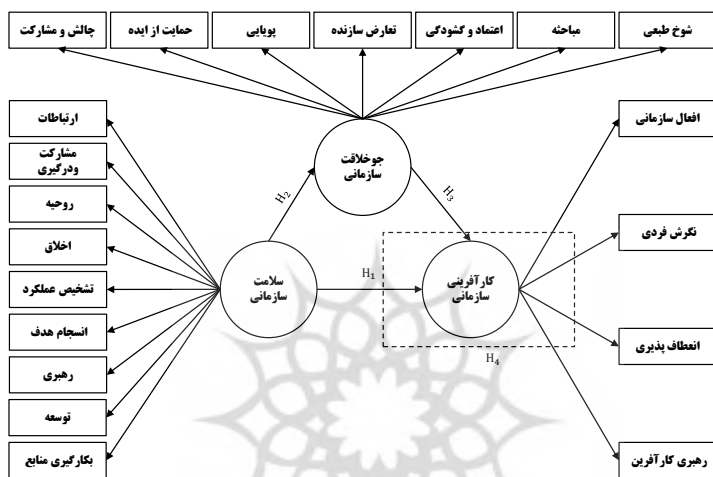 شوخ طبعی
مباحثه
اعتماد و گشودگی
تعارض سازنده
پویایی
حمایت از ایده
چالش و مشارکت
جوخلاقت
سازمانی
افعال سازمانی
نگرش فردی
انعطاف پذیری
رهبری کارآفرین
کارآفرینی
سازمانی
سلامت
سازمانی
H₂
H₃
H₁
H₄
ارتباطات
مشارکت
ودرگیری
روحیه
اخلاق
تشخیص عملکرد
انسجام هدف
رهبری
توسعه
بکارگیری منابع